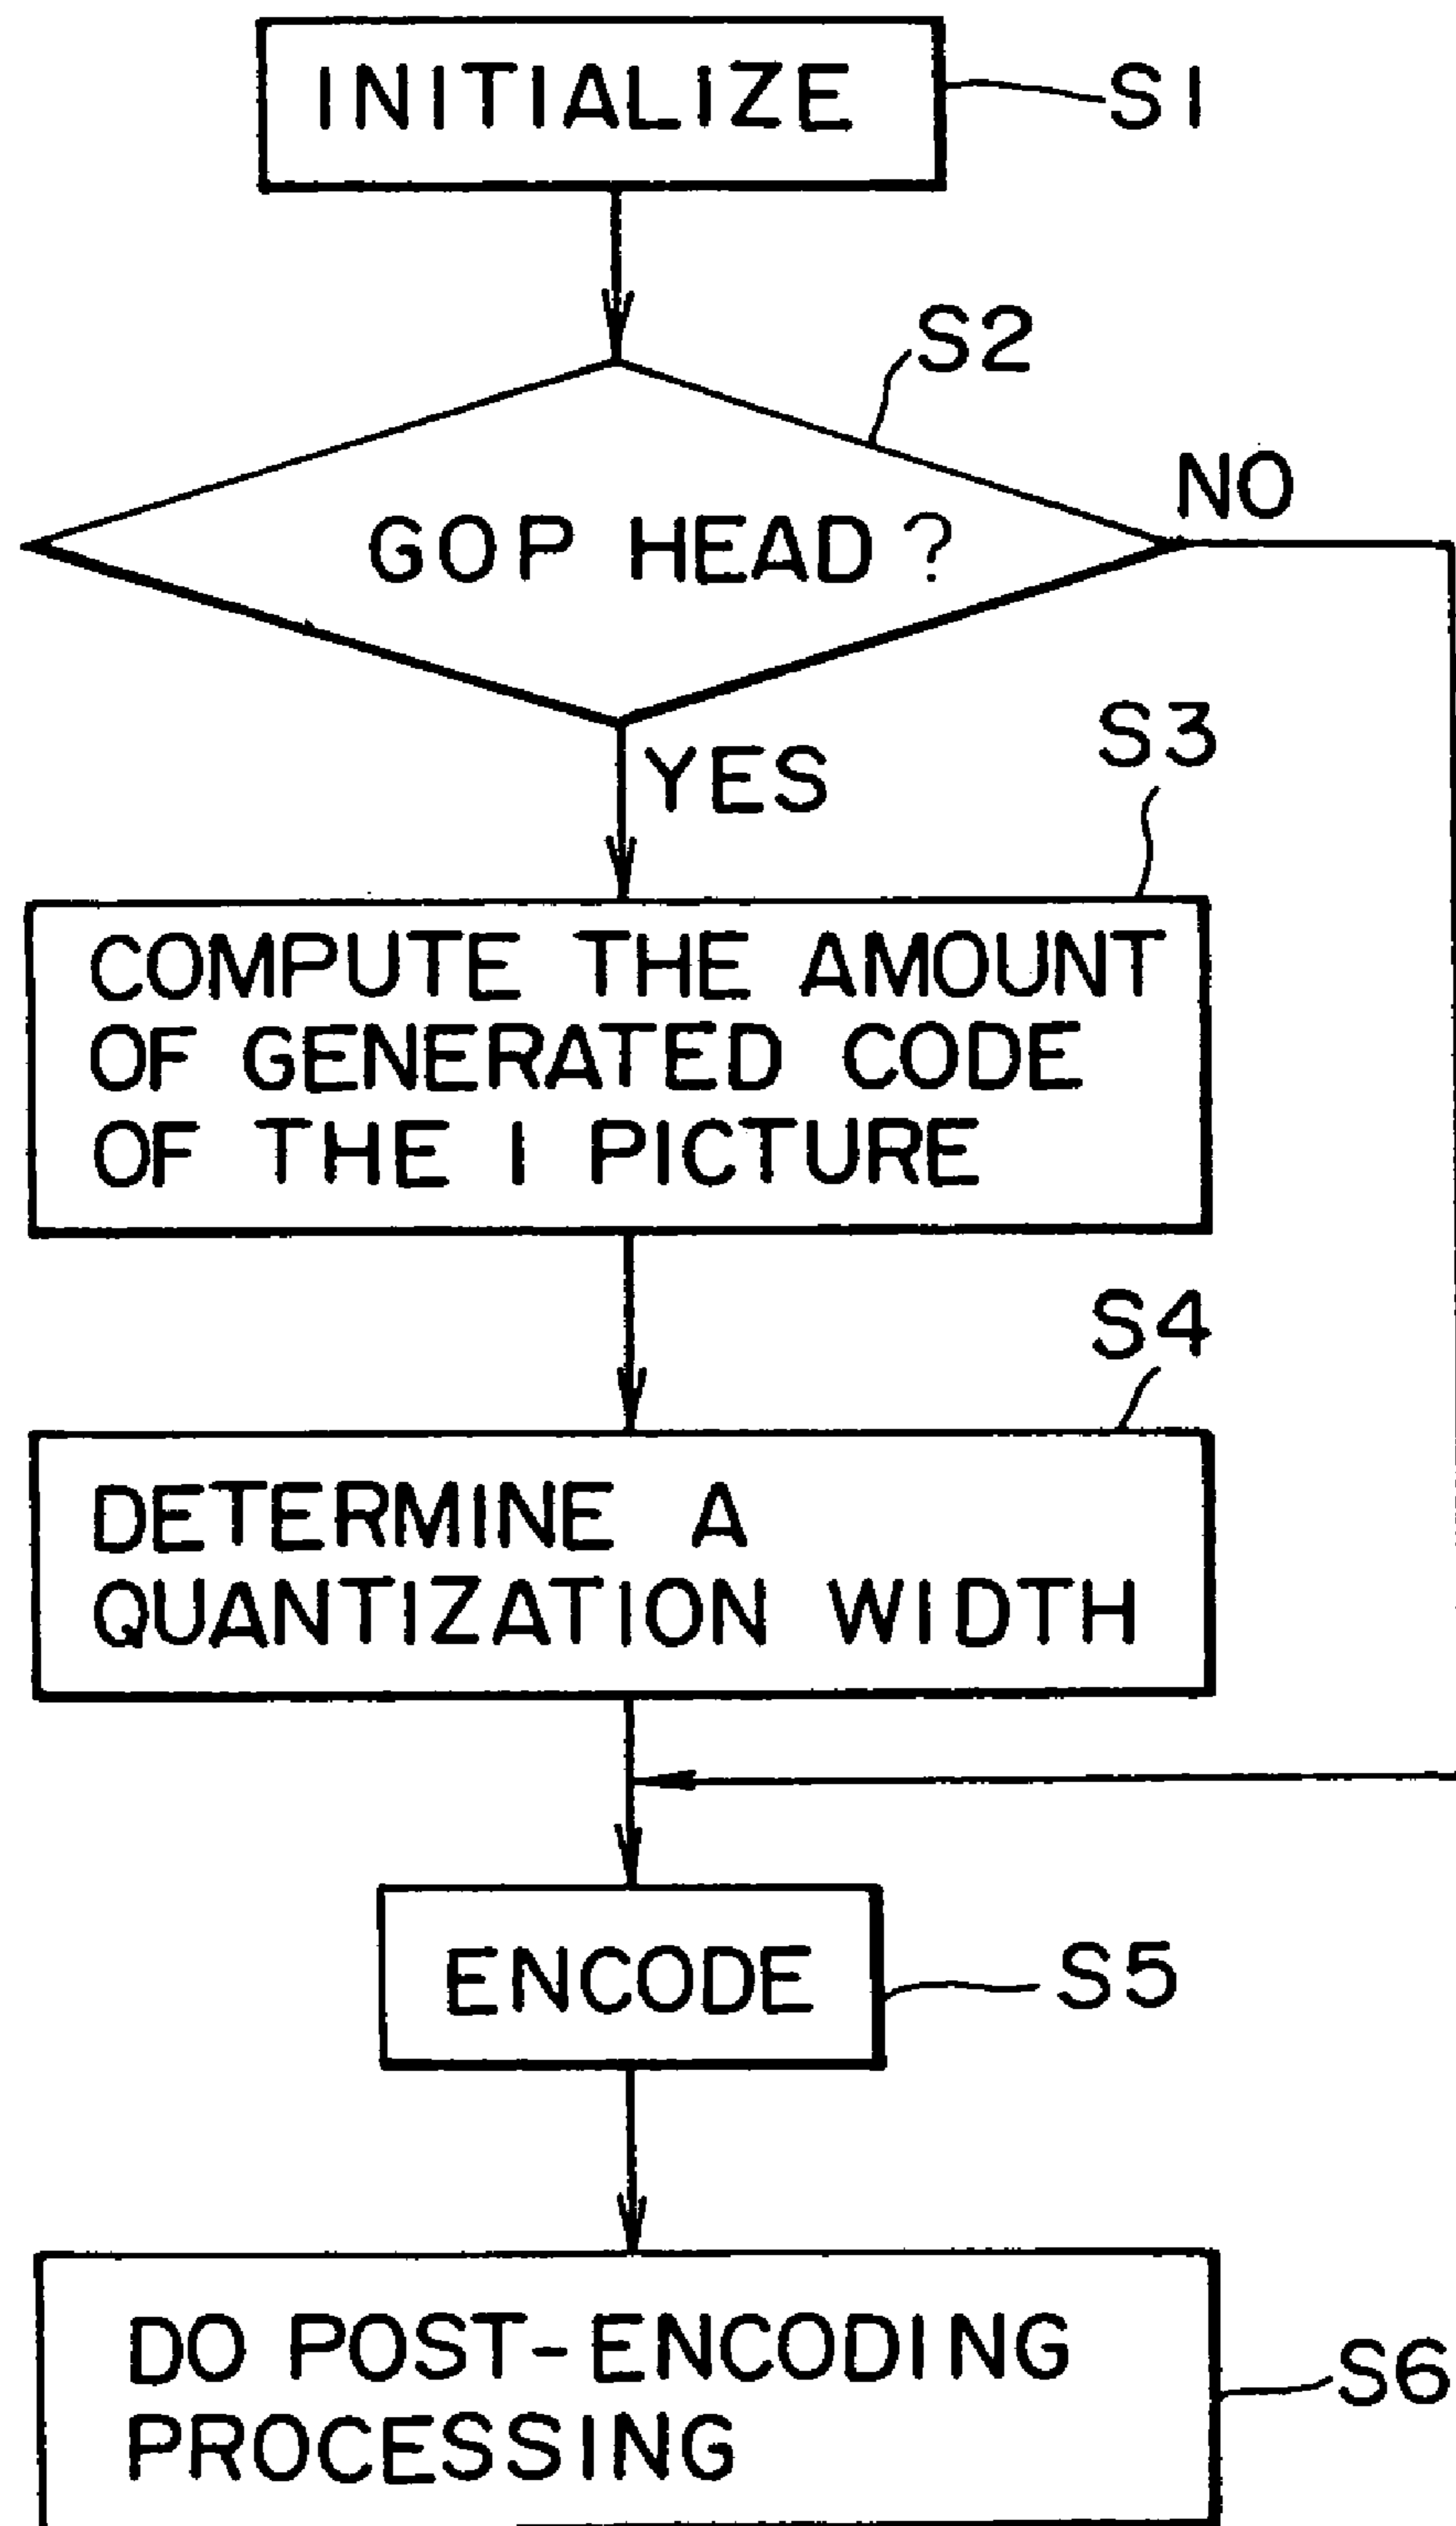 INITIALIZE
S1
S2
GOP HEAD ?
NO
YES
S3
COMPUTE THE AMOUNT
OF GENERATED CODE
OF THE I PICTURE
S4
DETERMINE A
QUANTIZATION WIDTH
ENCODE
S5
DO POST-ENCODING
PROCESSING
S6